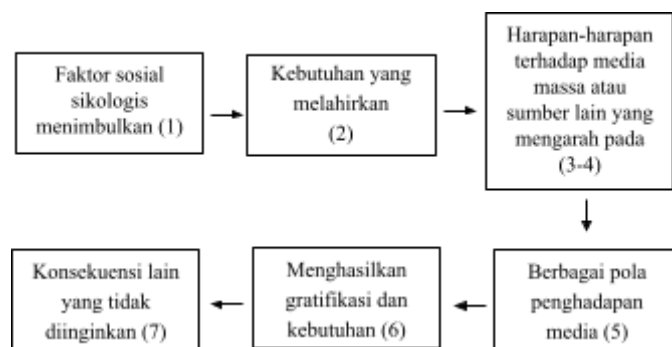 Faktor sosial
sikologis
menimbulkan (1)
Kebutuhan yang
melahirkan
(2)
Harapan-harapan
terhadap media
massa atau
sumber lain yang
mengarah pada
(3-4)
Berbagai pola
penghadapan
media (5)
Menghasilkan
gratifikasi dan
kebutuhan (6)
Konsekuensi lain
yang tidak
diinginkan (7)